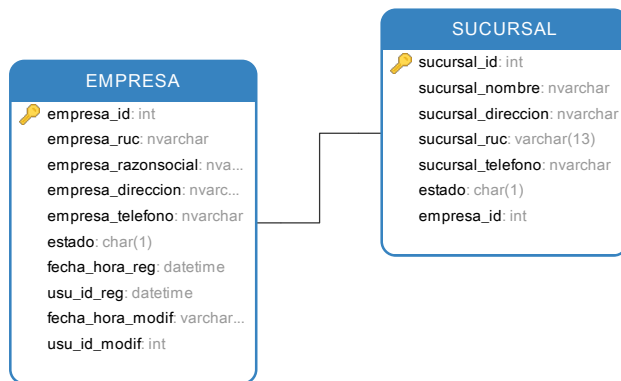 EMPRESA
empresa_id: int
empresa_ruc: nvarchar
empresa_razonsocial: nva...
empresa_direccion: nvarc...
empresa_telefono: nvarchar
estado: char(1)
fecha_hora_reg: datetime
usu_id_reg: datetime
fecha_hora_modif: varchar...
usu_id_modif: int
SUCURSAL
sucursal_id: int
sucursal_nombre: nvarchar
sucursal_direccion: nvarchar
sucursal_ruc: varchar(13)
sucursal_telefono: nvarchar
estado: char(1)
empresa_id: int